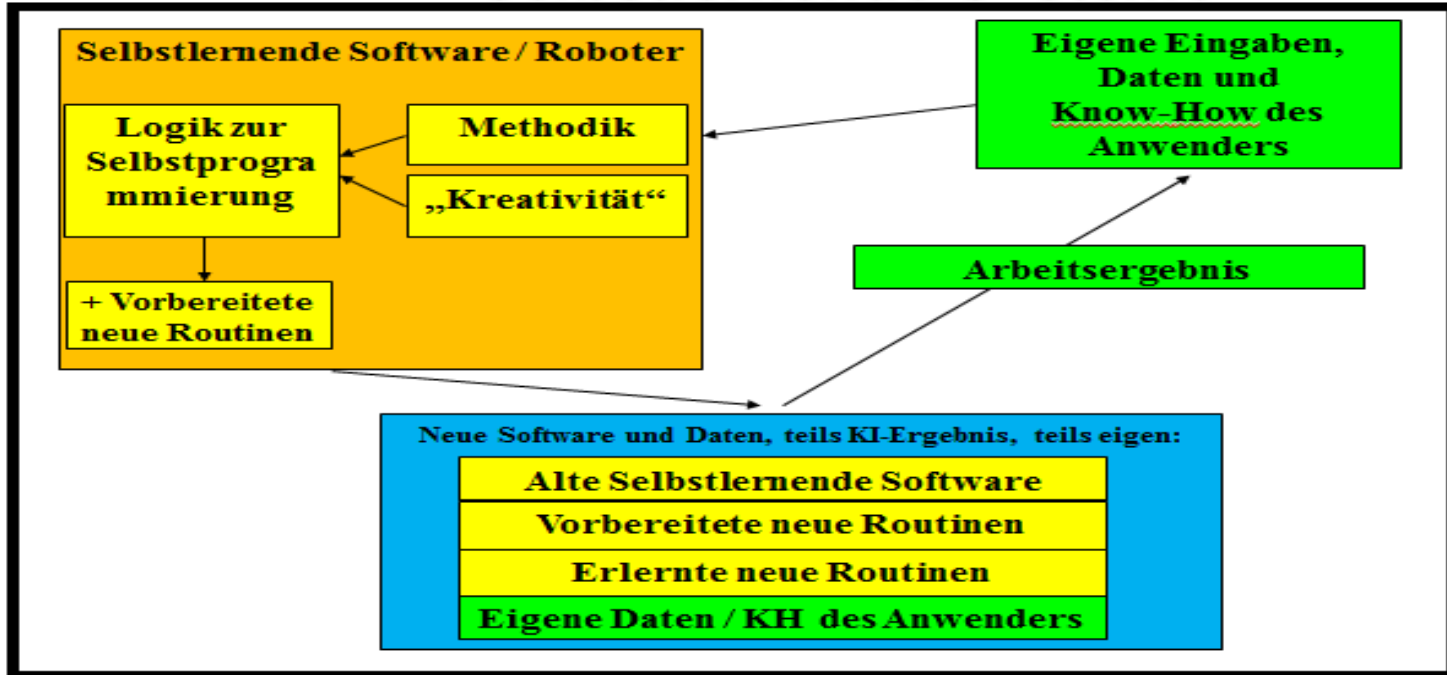 Selbstlernende Software / Roboter
Logik zur
Selbstprogra
mmierung
Methodik
„Kreativität“
+ Vorbereitete
neue Routinen
Eigene Eingaben,
Daten und
Know-How des
Anwenders
Arbeitsergebnis
Neue Software und Daten, teils KI-Ergebnis, teils eigen:
Alte Selbstlernende Software
Vorbereitete neue Routinen
Erlernte neue Routinen
Eigene Daten / KH des Anwenders